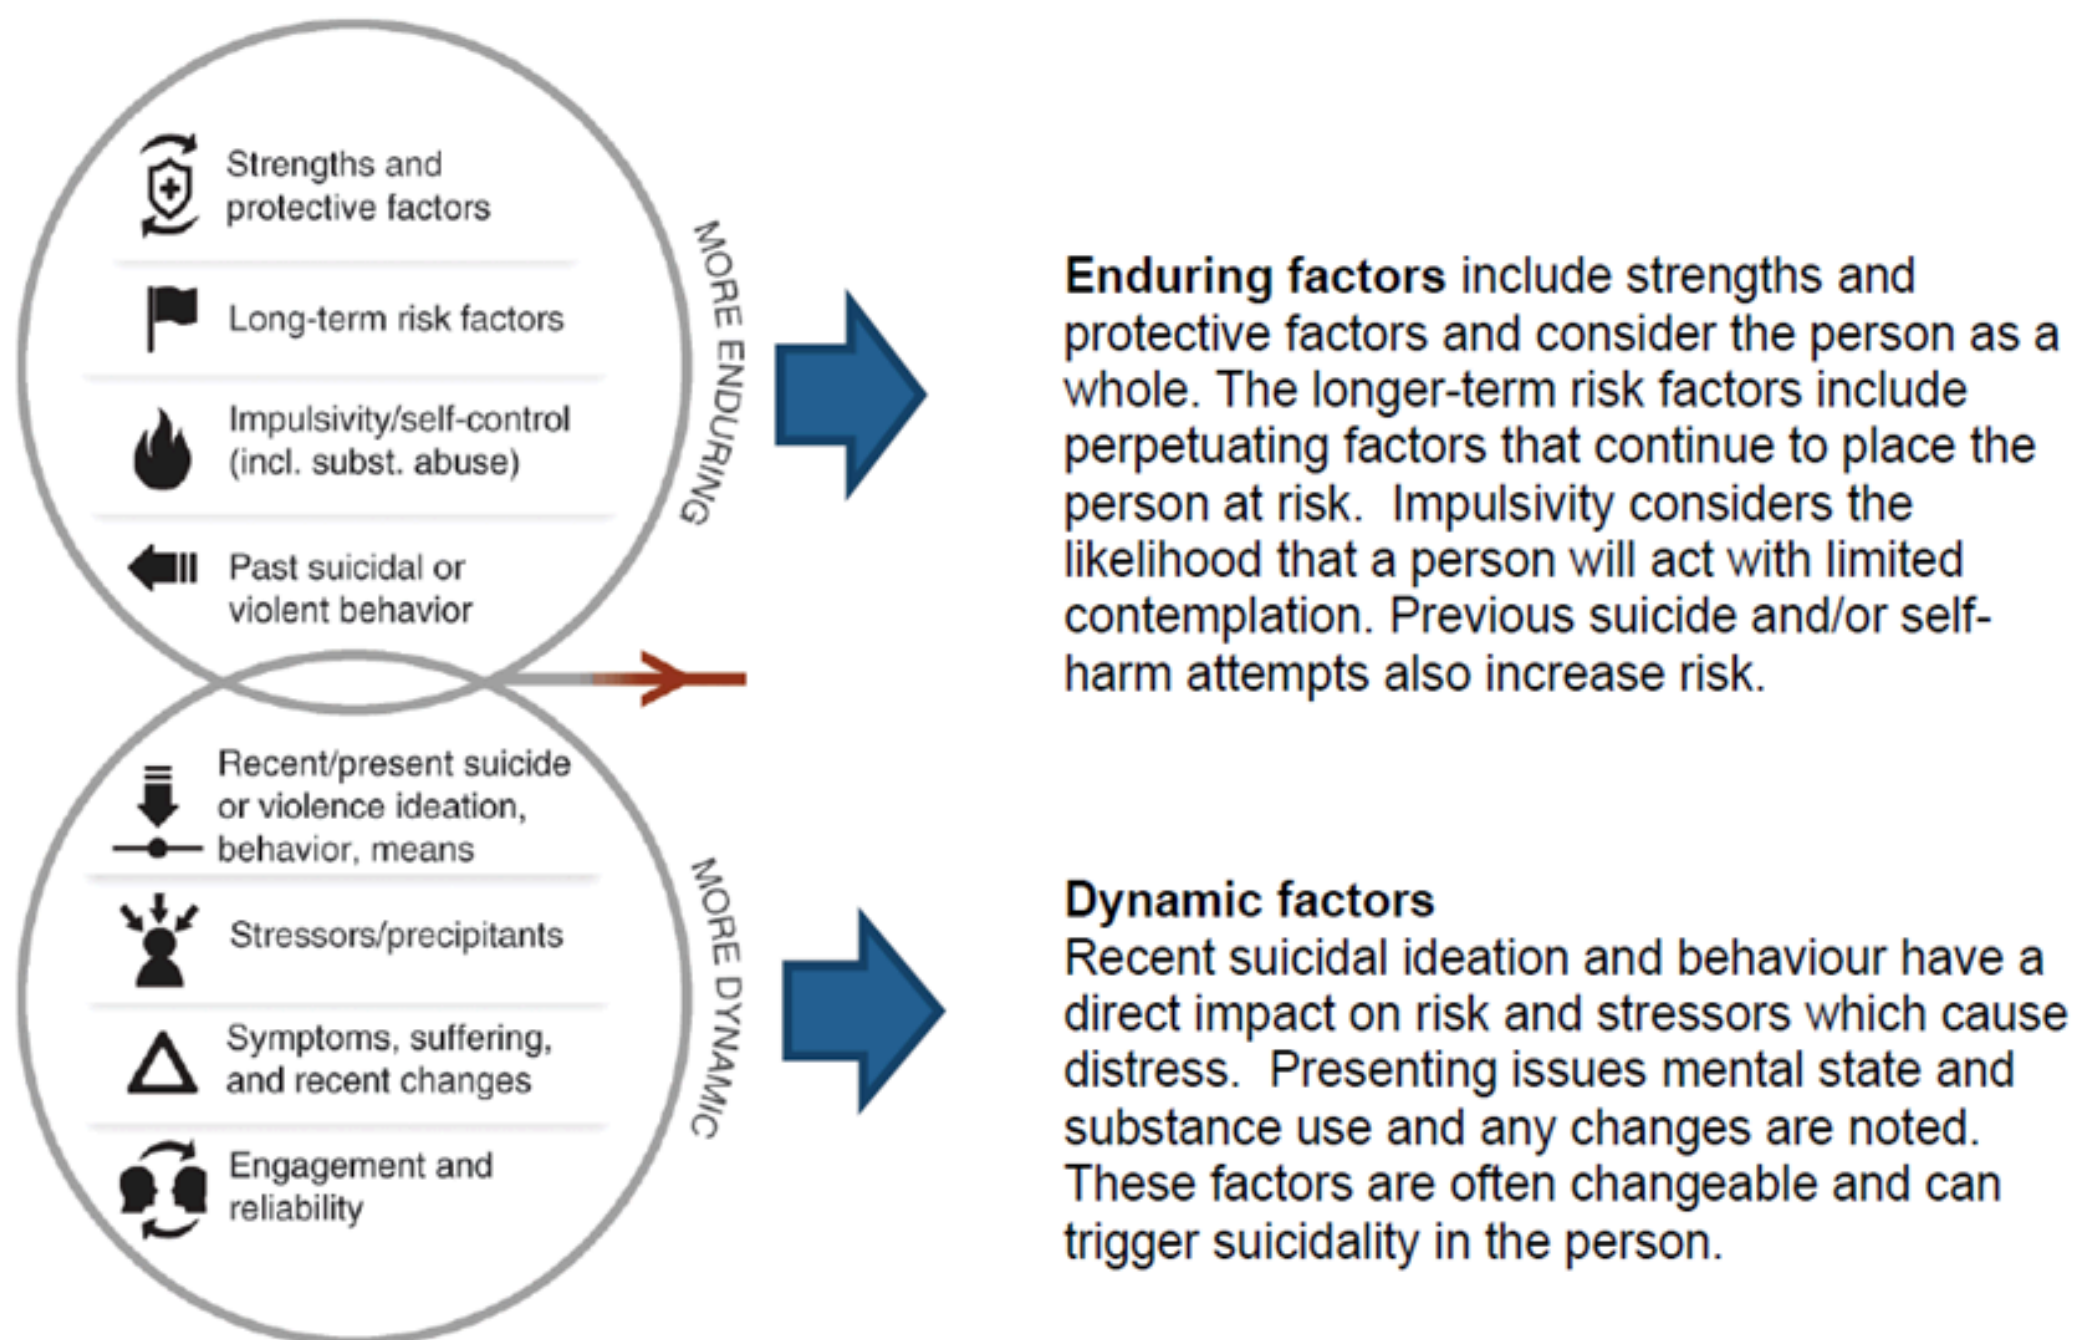 Strengths and
protective factors
Long-term risk factors
Impulsivity/self-control
(incl. subst. abuse)
Past suicidal or
violent behavior
MORE ENDURING
Recent/present suicide
or violence ideation,
behavior, means
Stressors/precipitants
Symptoms, suffering,
and recent changes
Engagement and
reliability
MORE DYNAMIC
Enduring factors include strengths and
protective factors and consider the person as a
whole. The longer-term risk factors include
perpetuating factors that continue to place the
person at risk.  Impulsivity considers the
likelihood that a person will act with limited
contemplation. Previous suicide and/or self-
harm attempts also increase risk.
Dynamic factors
Recent suicidal ideation and behaviour have a
direct impact on risk and stressors which cause
distress.  Presenting issues mental state and
substance use and any changes are noted.
These factors are often changeable and can
trigger suicidality in the person.